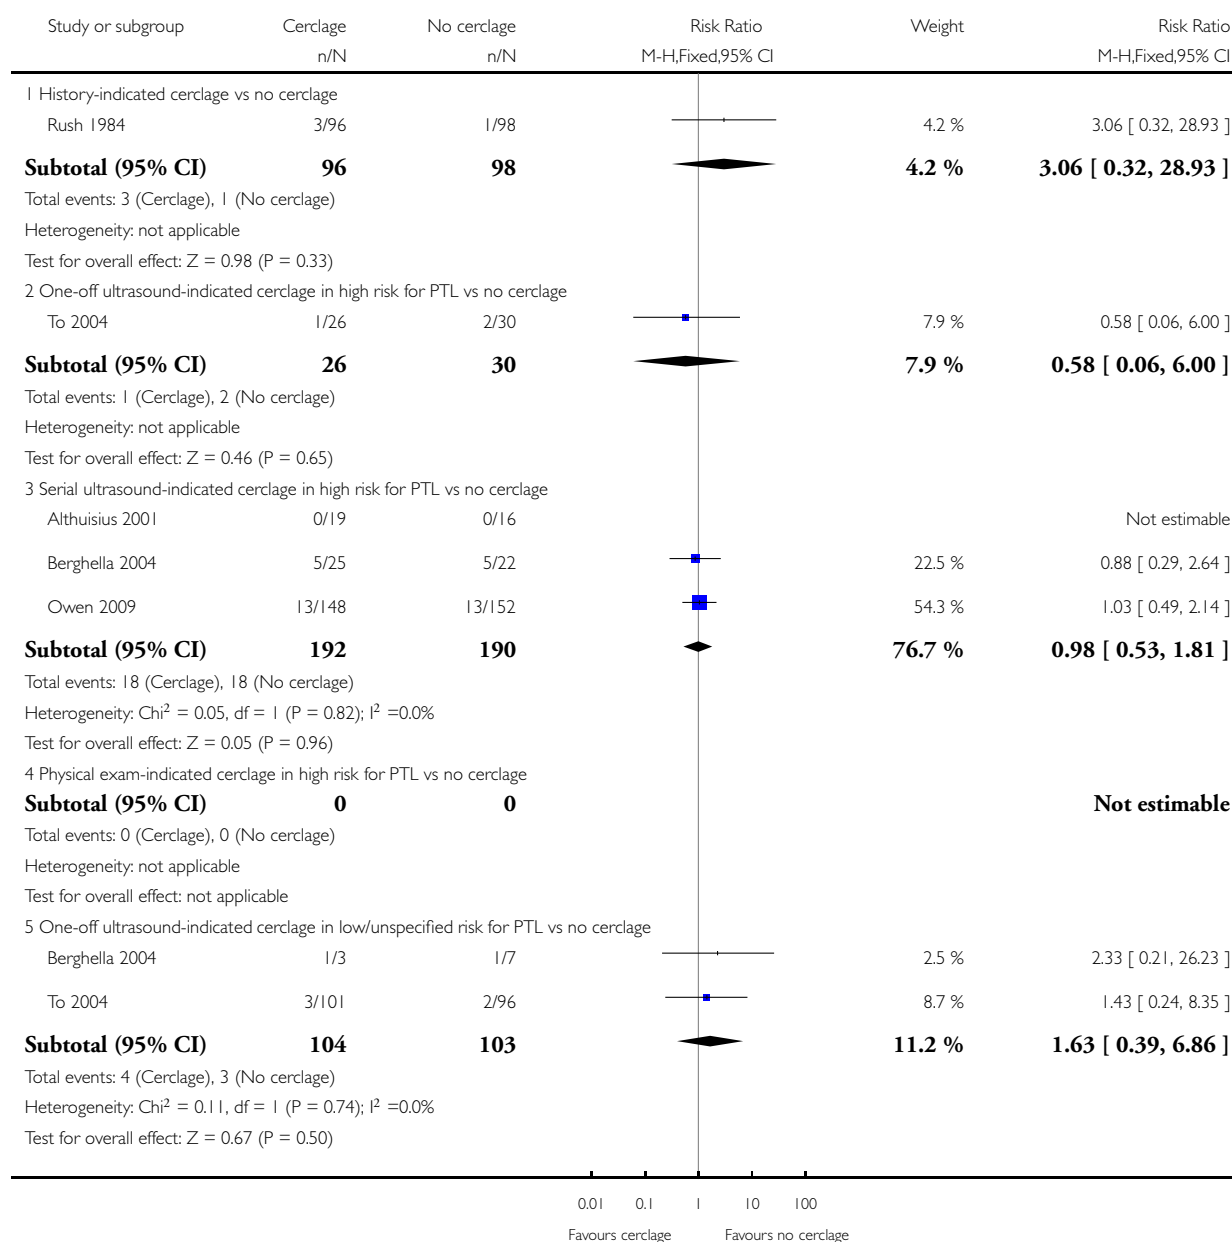 Study or subgroup Cerclage No cerclage Risk Ratio Weight Risk Ratio
n/N n/N M-H,Fixed,95% CI M-H,Fixed,95% CI
1 History-indicated cerclage vs no cerclage
Rush 1984 3/96 1/98 4.2 % 3.06 [ 0.32, 28.93 ]
Subtotal (95% CI) 96 98 4.2 % 3.06 [ 0.32, 28.93 ]
Total events: 3 (Cerclage), 1 (No cerclage)
Heterogeneity: not applicable
Test for overall effect: Z = 0.98 (P = 0.33)
2 One-off ultrasound-indicated cerclage in high risk for PTL vs no cerclage
To 2004 1/26 2/30 7.9 % 0.58 [ 0.06, 6.00 ]
Subtotal (95% CI) 26 30 7.9 % 0.58 [ 0.06, 6.00 ]
Total events: 1 (Cerclage), 2 (No cerclage)
Heterogeneity: not applicable
Test for overall effect: Z = 0.46 (P = 0.65)
3 Serial ultrasound-indicated cerclage in high risk for PTL vs no cerclage
Althuisius 2001 0/19 0/16 Not estimable
Berghella 2004 5/25 5/22 22.5 % 0.88 [ 0.29, 2.64 ]
Owen 2009 13/148 13/152 54.3 % 1.03 [ 0.49, 2.14 ]
Subtotal (95% CI) 192 190 76.7 % 0.98 [ 0.53, 1.81 ]
Total events: 18 (Cerclage), 18 (No cerclage)
Heterogeneity: Chi² = 0.05, df = 1 (P = 0.82); I² =0.0%
Test for overall effect: Z = 0.05 (P = 0.96)
4 Physical exam-indicated cerclage in high risk for PTL vs no cerclage
Subtotal (95% CI) 0 0 Not estimable
Total events: 0 (Cerclage), 0 (No cerclage)
Heterogeneity: not applicable
Test for overall effect: not applicable
5 One-off ultrasound-indicated cerclage in low/unspecified risk for PTL vs no cerclage
Berghella 2004 1/3 1/7 2.5 % 2.33 [ 0.21, 26.23 ]
To 2004 3/101 2/96 8.7 % 1.43 [ 0.24, 8.35 ]
Subtotal (95% CI) 104 103 11.2 % 1.63 [ 0.39, 6.86 ]
Total events: 4 (Cerclage), 3 (No cerclage)
Heterogeneity: Chi² = 0.11, df = 1 (P = 0.74); I² =0.0%
Test for overall effect: Z = 0.67 (P = 0.50)
0.01 0.1 1 10 100
Favours cerclage Favours no cerclage